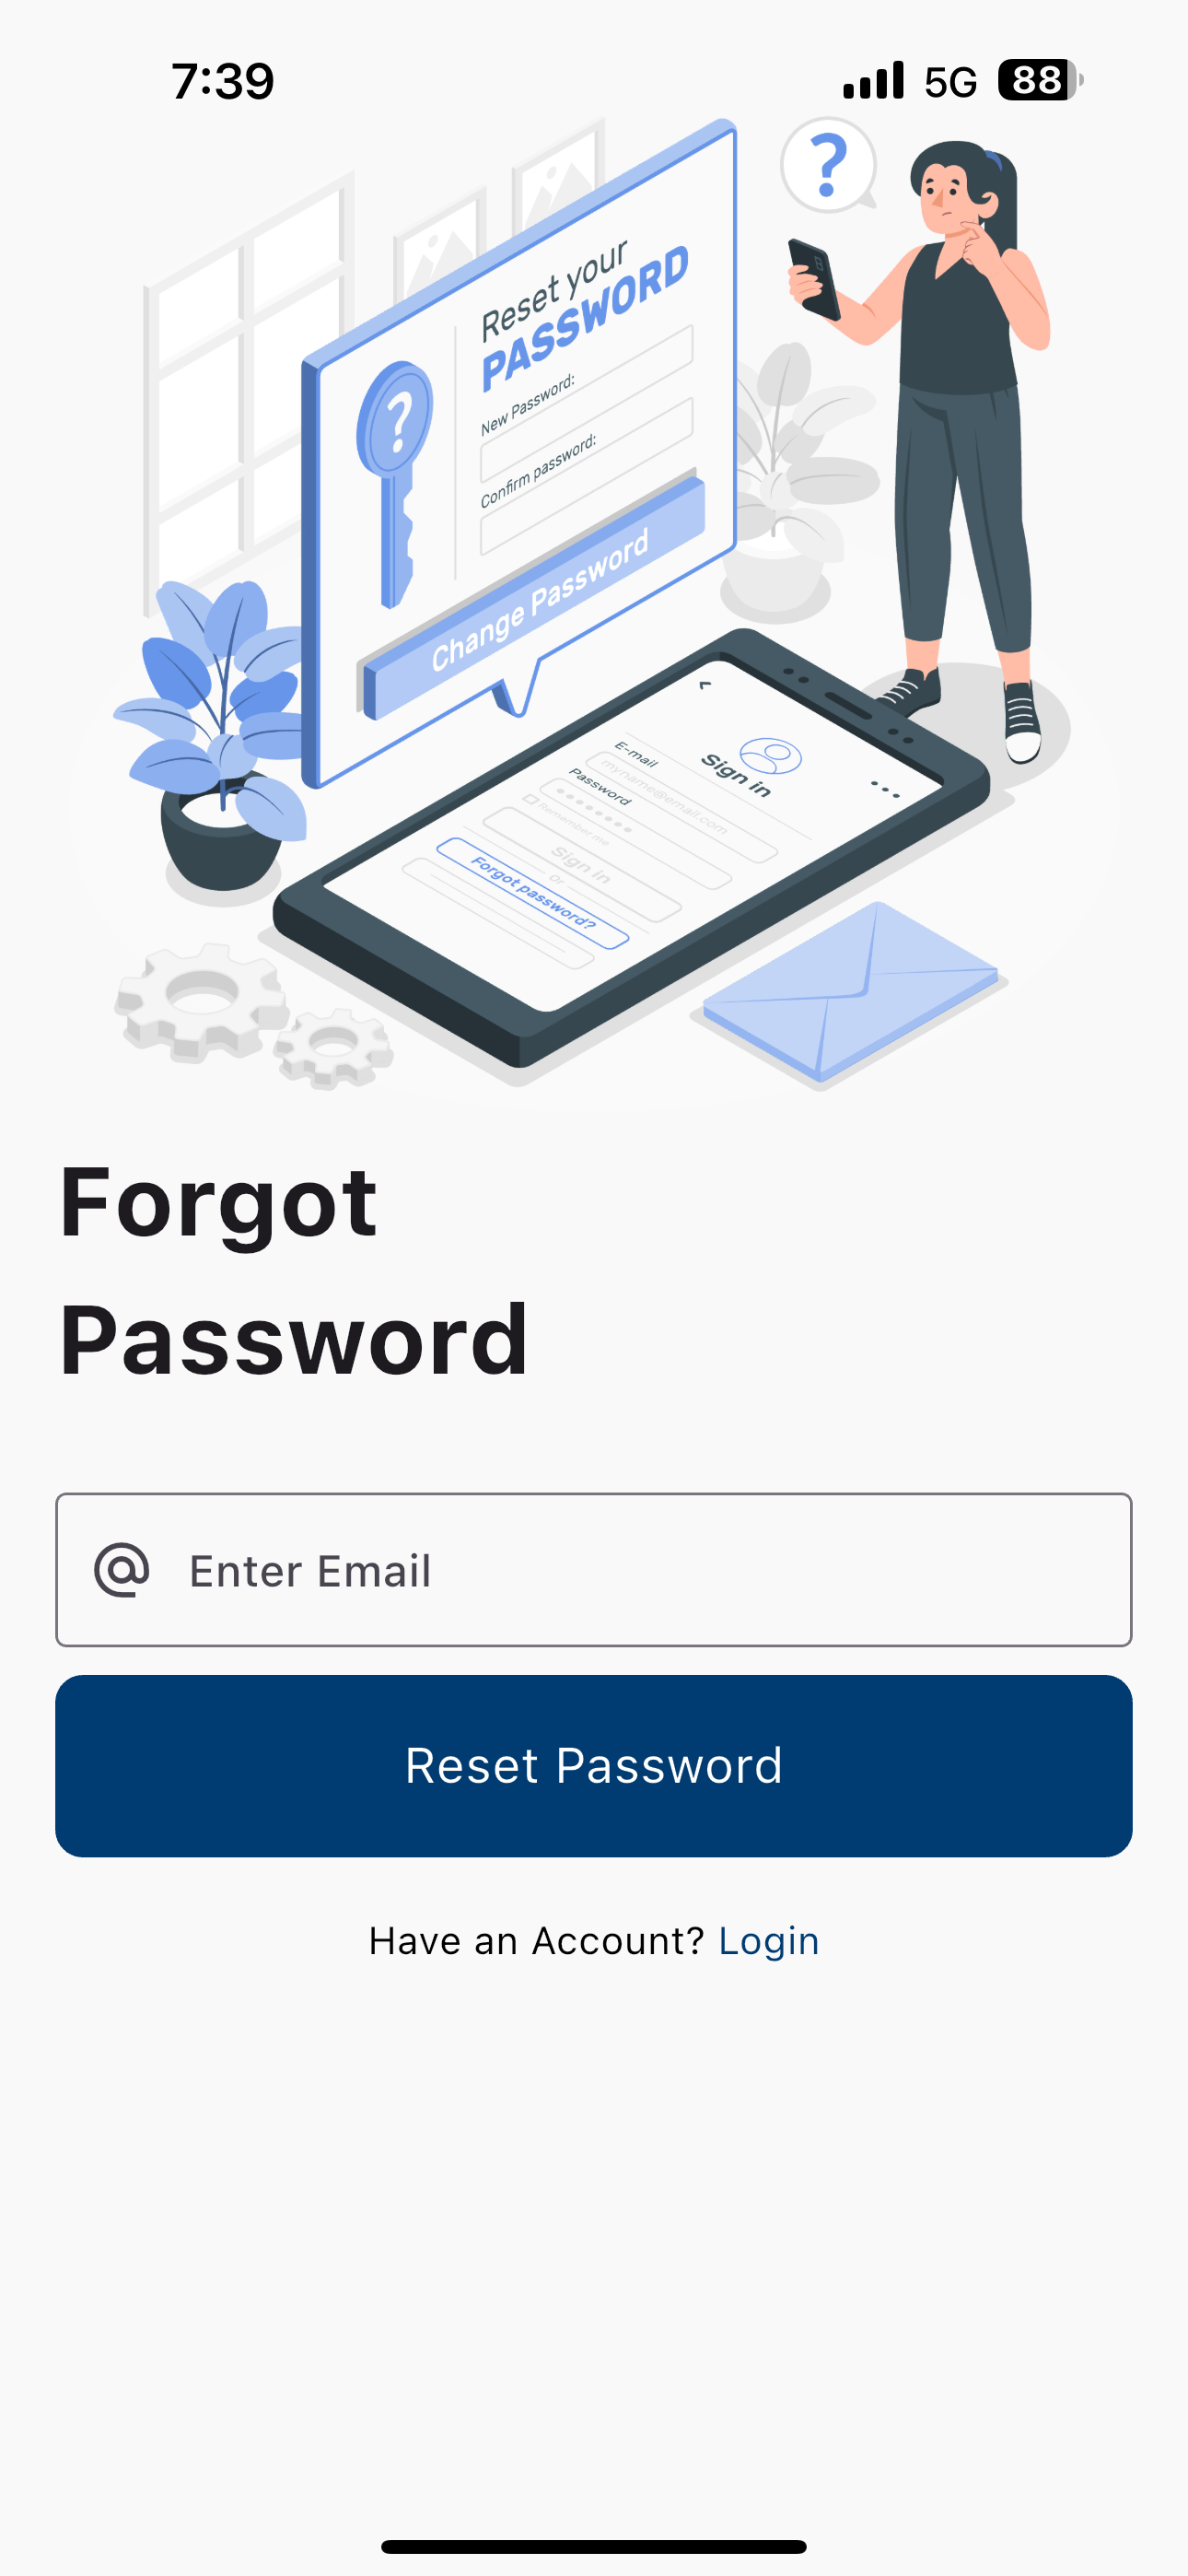 7:39
5G
88
?
Reset your
PASSWORD
?
New Password:
Confirm password:
Change Password
Sign in
E-mail
myname@email.com
Password
Remember me
Sign in
Or
Forgot password?
Forgot
Password
@ Enter Email
Reset Password
Have an Account? Login